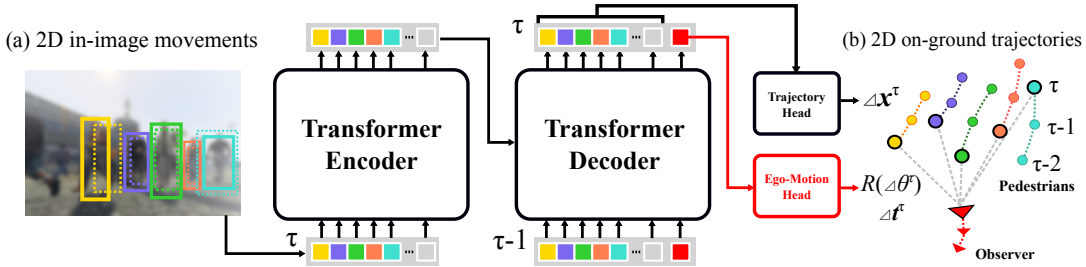 (a) 2D in-image movements
τ
...
Transformer
Encoder
τ
...
τ
...
Transformer
Decoder
τ-1
...
Trajectory
Head
Ego-Motion
Head
⊿x^τ
R(⊿θ^τ)
⊿t^τ
(b) 2D on-ground trajectories
τ
τ-1
τ-2
Pedestrians
Observer